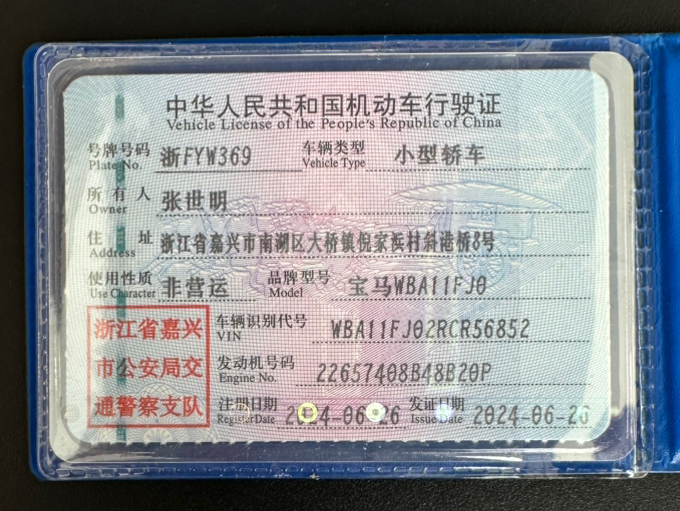 中华人民共和国机动车行驶证
Vehicle License of the People's Republic of China
号牌号码 浙FYW369 车辆类型 小型轿车
Plate No. Vehicle Type
所有人 张世明
Owner
住址 浙江省嘉兴市南湖区大桥镇倪家浜村斜港桥8号
Address
使用性质 非营运 品牌型号 宝马WBA11FJ0
Use Character Model
浙江省嘉兴
市公安局交
通警察支队
车辆识别代号 WBA11FJ02RCR56852
VIN
发动机号码 22657408B48B20P
Engine No.
注册日期 2024-06-26 发证日期 2024-06-26
Register Date Issue Date